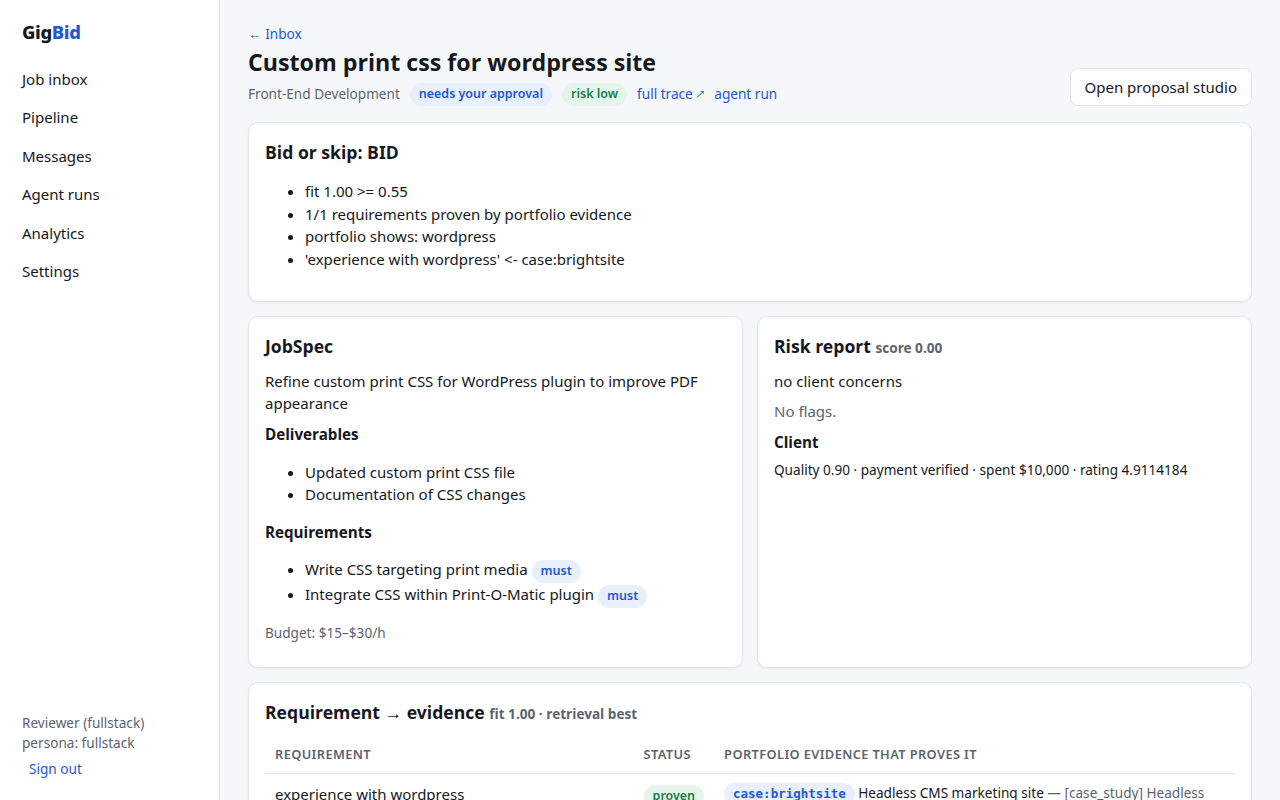 GigBid
Job inbox
Pipeline
Messages
Agent runs
Analytics
Settings
Reviewer (fullstack)
persona: fullstack
Sign out
← Inbox
Custom print css for wordpress site
Front-End Development needs your approval risk low full trace ↗ agent run
Open proposal studio
Bid or skip: BID
• fit 1.00 >= 0.55
• 1/1 requirements proven by portfolio evidence
• portfolio shows: wordpress
• 'experience with wordpress' <- case:brightsite
JobSpec
Refine custom print CSS for WordPress plugin to improve PDF
appearance
Deliverables
• Updated custom print CSS file
• Documentation of CSS changes
Requirements
• Write CSS targeting print media must
• Integrate CSS within Print-O-Matic plugin must
Budget: $15–$30/h
Risk report score 0.00
no client concerns
No flags.
Client
Quality 0.90 · payment verified · spent $10,000 · rating 4.9114184
Requirement → evidence fit 1.00 · retrieval best
REQUIREMENT STATUS PORTFOLIO EVIDENCE THAT PROVES IT
experience with wordpress proven case:brightsite Headless CMS marketing site — [case_study] Headless